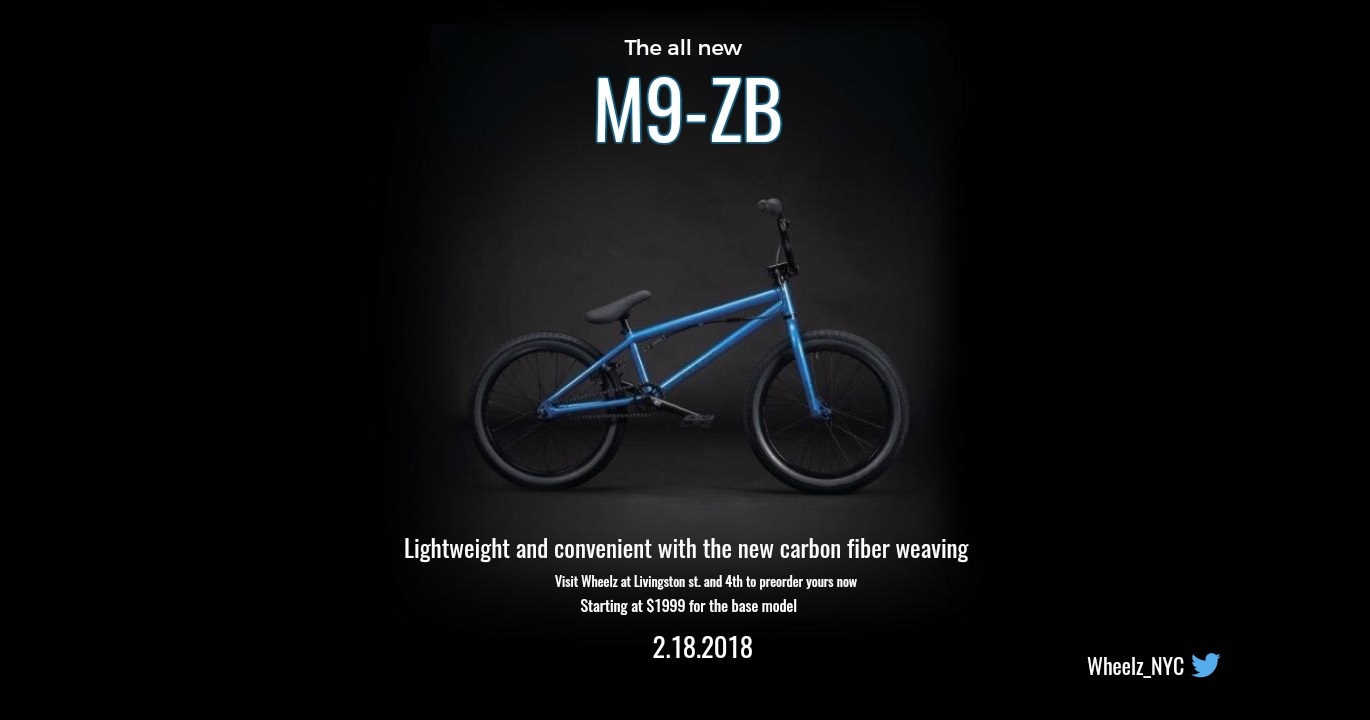 The all new
M9-ZB
Lightweight and convenient with the new carbon fiber weaving
Visit Wheelz at Livingston st. and 4th to preorder yours now
Starting at $1999 for the base model
2.18.2018
Wheelz_NYC